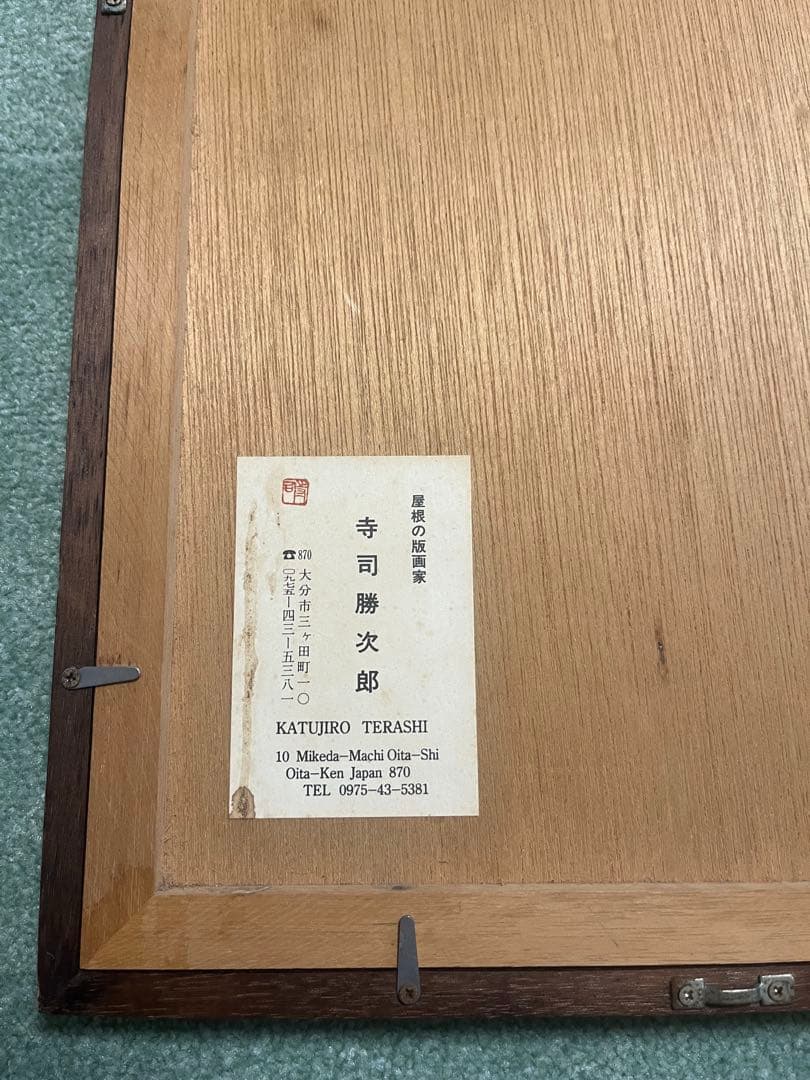 屋根の版画家
寺司勝次郎
870 大分市三ヶ田町一〇
☎〇九七五ー四三ー五三八一
KATUJIRO TERASHI
10 Mikeda-Machi Oita-Shi
Oita-Ken Japan 870
TEL 0975-43-5381